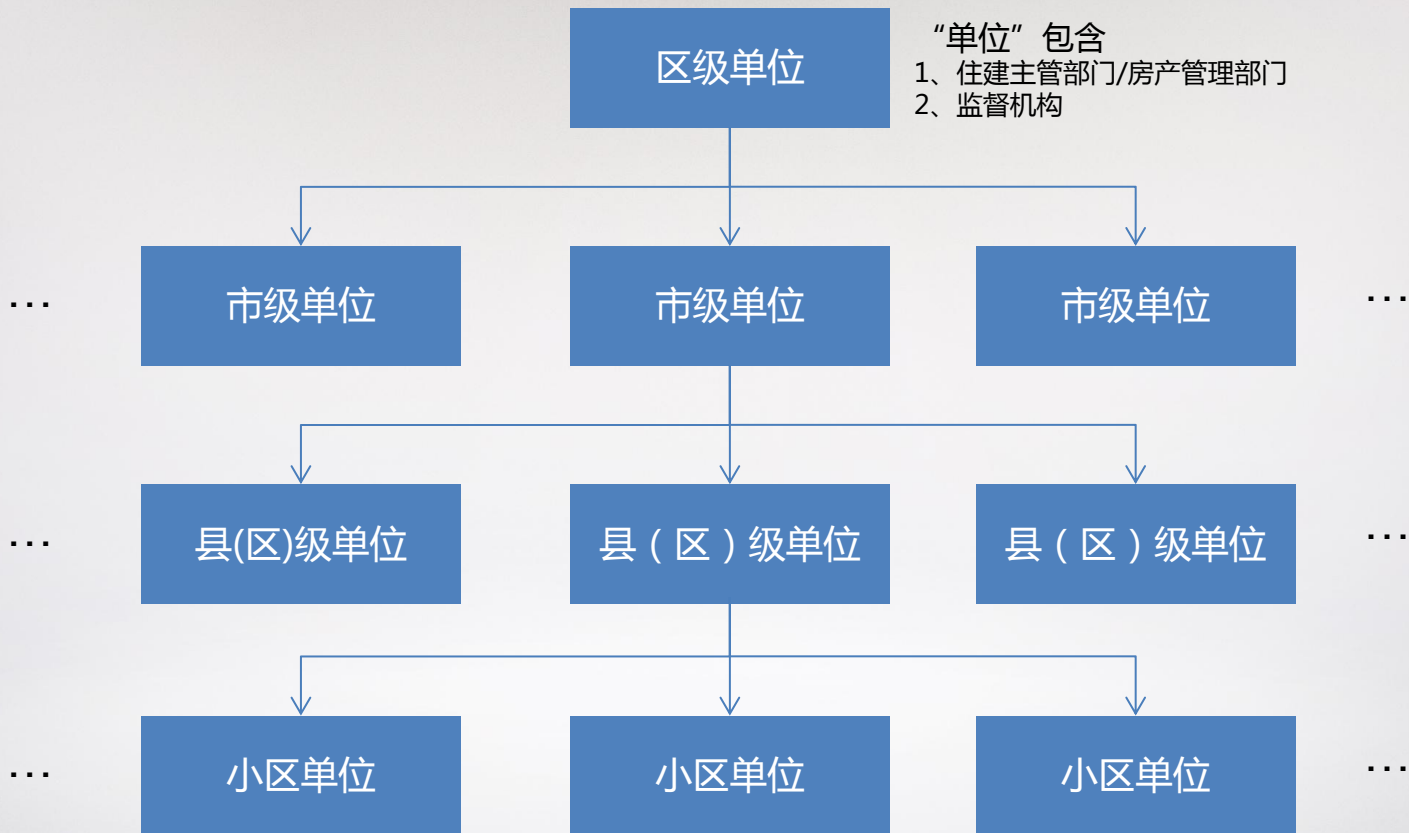 区级单位
“单位”包含
1、住建主管部门/房产管理部门
2、监督机构
... 市级单位 市级单位 市级单位 ...
... 县(区)级单位 县（区）级单位 县（区）级单位 ...
... 小区单位 小区单位 小区单位 ...